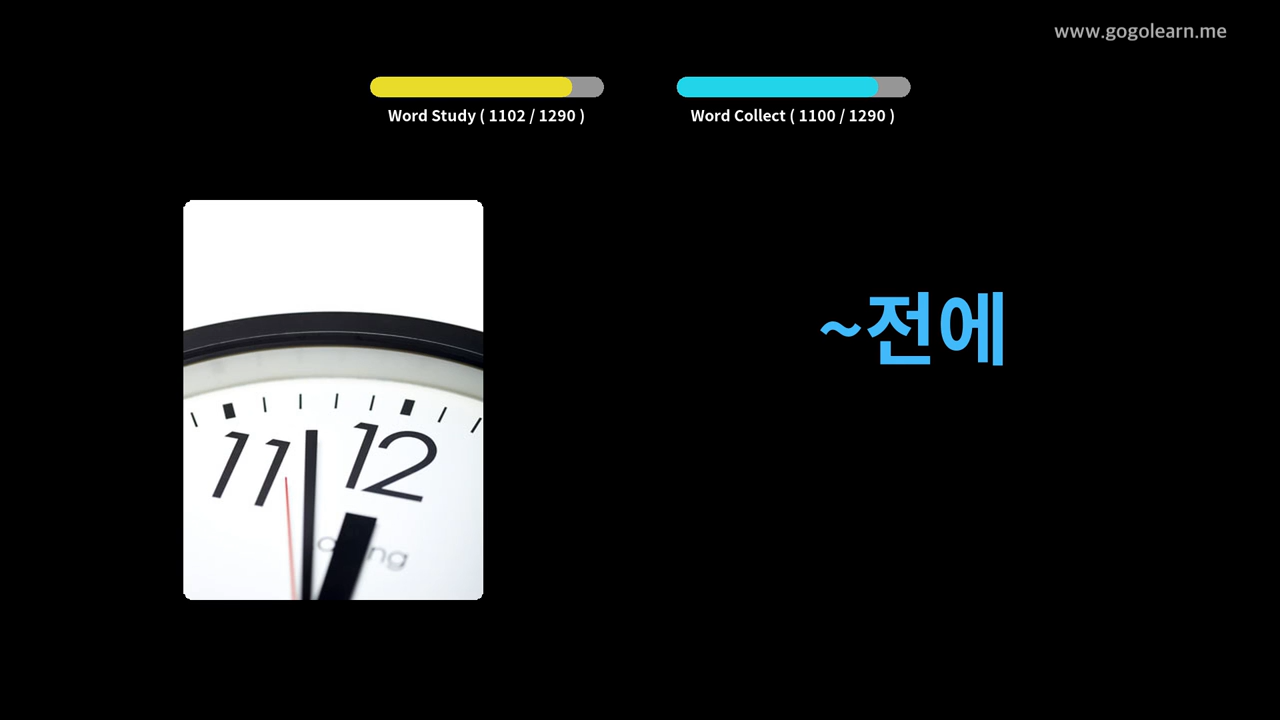 www.gogolearn.me
Word Study ( 1102 / 1290 )
Word Collect ( 1100 / 1290 )
~전에
11
12